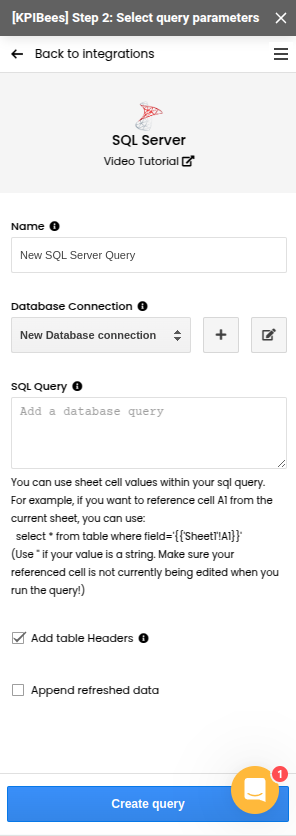 [KPIBees] Step 2: Select query parameters
Back to integrations
SQL Server
Video Tutorial
Name
New SQL Server Query
Database Connection
New Database connection
SQL Query
Add a database query
You can use sheet cell values within your sql query.
For example, if you want to reference cell A1 from the
current sheet, you can use:
select * from table where field='{{'Sheet1'!A1}}'
(Use '' if your value is a string. Make sure your
referenced cell is not currently being edited when you
run the query!)
Add table Headers
Append refreshed data
1
Create query